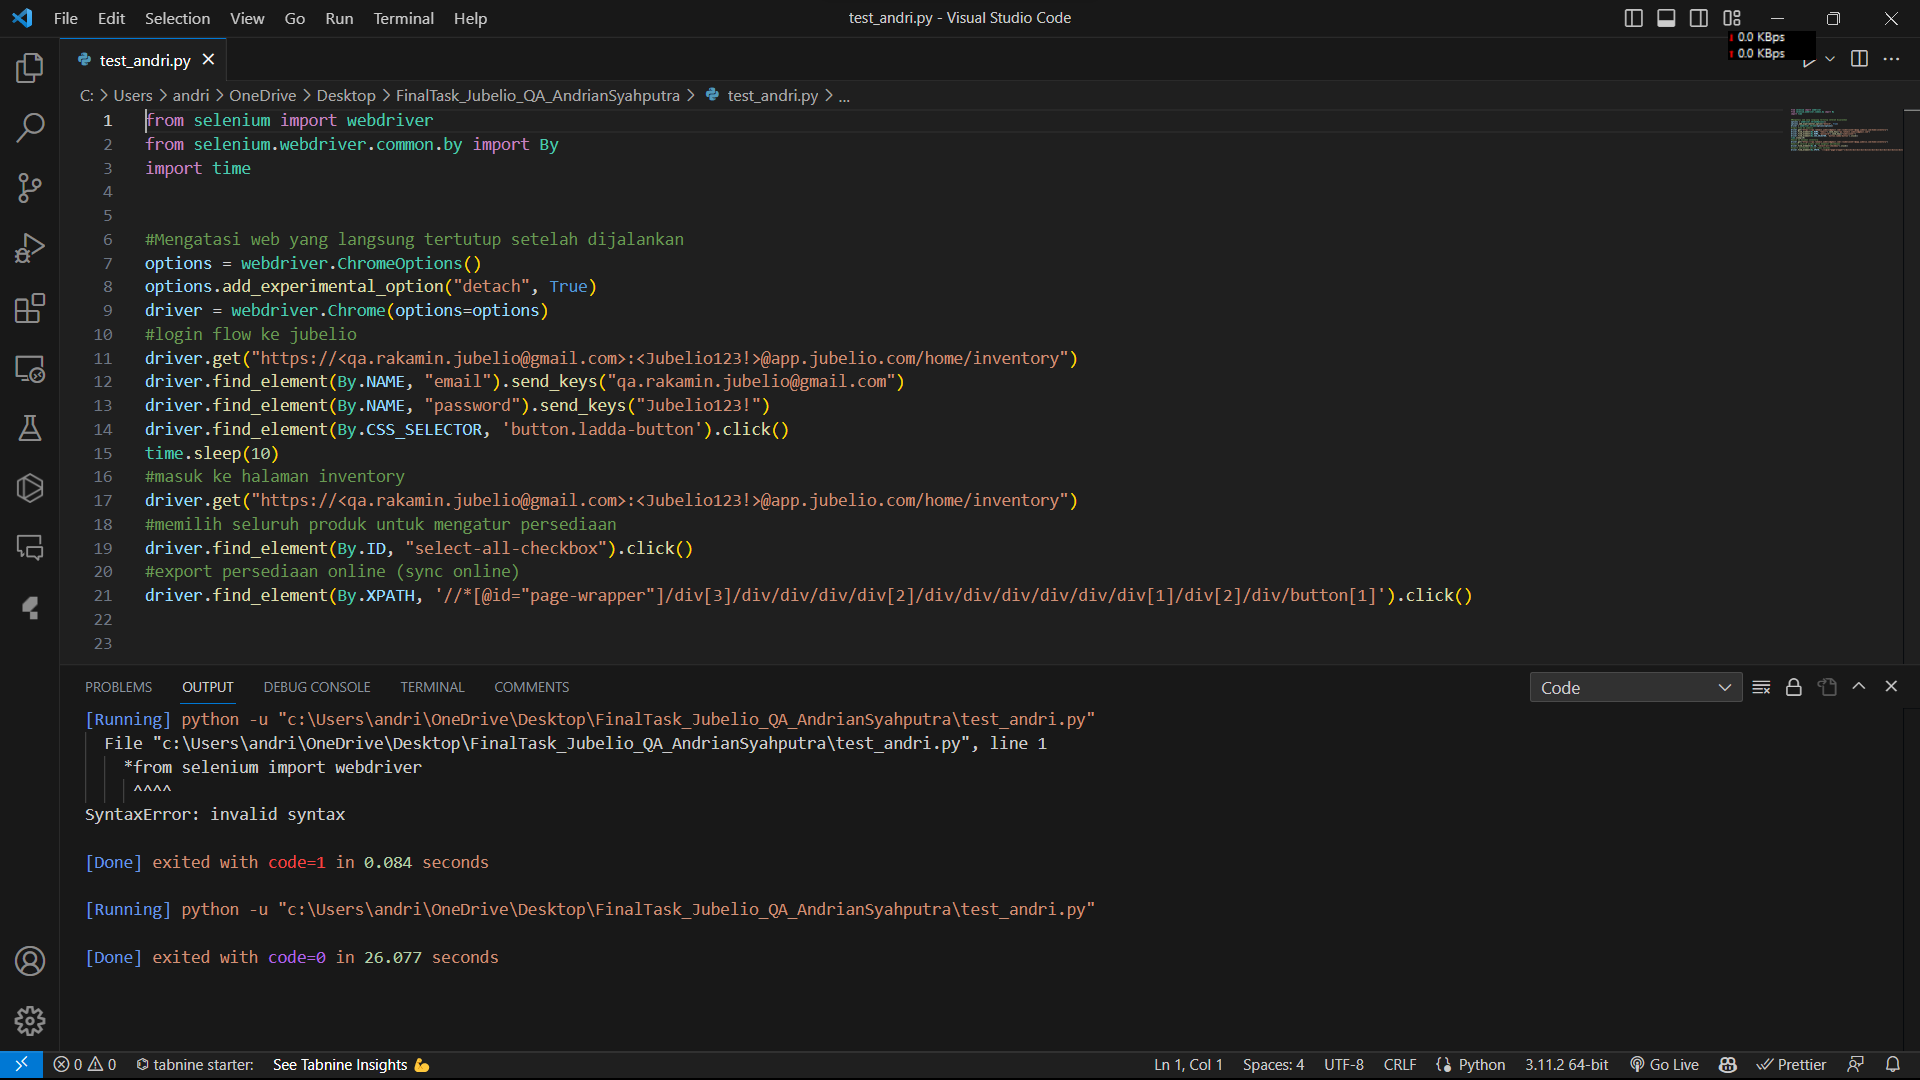 File Edit Selection View Go Run Terminal Help
test_andri.py - Visual Studio Code
0.0 KBps
0.0 KBps
test_andri.py
C: > Users > andri > OneDrive > Desktop > FinalTask_Jubelio_QA_AndrianSyahputra > test_andri.py > ...
1 from selenium import webdriver
2 from selenium.webdriver.common.by import By
3 import time
4
5
6 #Mengatasi web yang langsung tertutup setelah dijalankan
7 options = webdriver.ChromeOptions()
8 options.add_experimental_option("detach", True)
9 driver = webdriver.Chrome(options=options)
10 #login flow ke jubelio
11 driver.get("https://<qa.rakamin.jubelio@gmail.com>:<Jubelio123!>@app.jubelio.com/home/inventory")
12 driver.find_element(By.NAME, "email").send_keys("qa.rakamin.jubelio@gmail.com")
13 driver.find_element(By.NAME, "password").send_keys("Jubelio123!")
14 driver.find_element(By.CSS_SELECTOR, 'button.ladda-button').click()
15 time.sleep(10)
16 #masuk ke halaman inventory
17 driver.get("https://<qa.rakamin.jubelio@gmail.com>:<Jubelio123!>@app.jubelio.com/home/inventory")
18 #memilih seluruh produk untuk mengatur persediaan
19 driver.find_element(By.ID, "select-all-checkbox").click()
20 #export persediaan online (sync online)
21 driver.find_element(By.XPATH, '//*[@id="page-wrapper"]/div[3]/div/div/div/div[2]/div/div/div/div/div/div[1]/div[2]/div/button[1]').click()
22
23
PROBLEMS OUTPUT DEBUG CONSOLE TERMINAL COMMENTS Code
[Running] python -u "c:\Users\andri\OneDrive\Desktop\FinalTask_Jubelio_QA_AndrianSyahputra\test_andri.py"
File "c:\Users\andri\OneDrive\Desktop\FinalTask_Jubelio_QA_AndrianSyahputra\test_andri.py", line 1
*from selenium import webdriver
^^^^
SyntaxError: invalid syntax
[Done] exited with code=1 in 0.084 seconds
[Running] python -u "c:\Users\andri\OneDrive\Desktop\FinalTask_Jubelio_QA_AndrianSyahputra\test_andri.py"
[Done] exited with code=0 in 26.077 seconds
0 0 tabnine starter: See Tabnine Insights 💪 Ln 1, Col 1 Spaces: 4 UTF-8 CRLF {} Python 3.11.2 64-bit Go Live Prettier